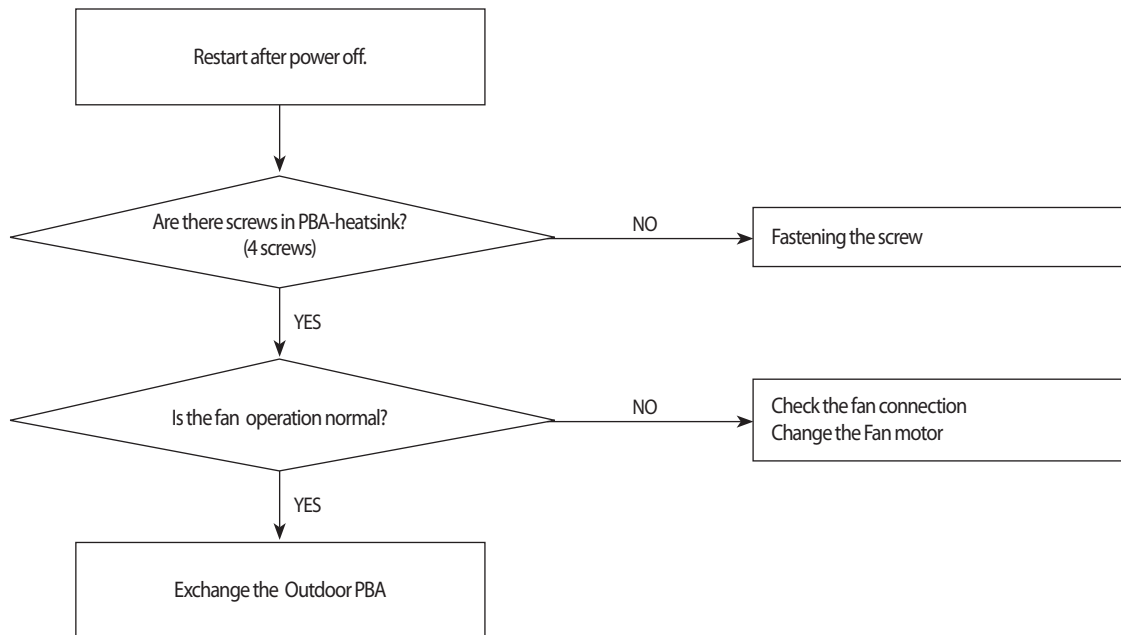 Restart after power off.
Are there screws in PBA-heatsink?
(4 screws)
NO
Fastening the screw
YES
Is the fan operation normal?
NO
Check the fan connection
Change the Fan motor
YES
Exchange the Outdoor PBA